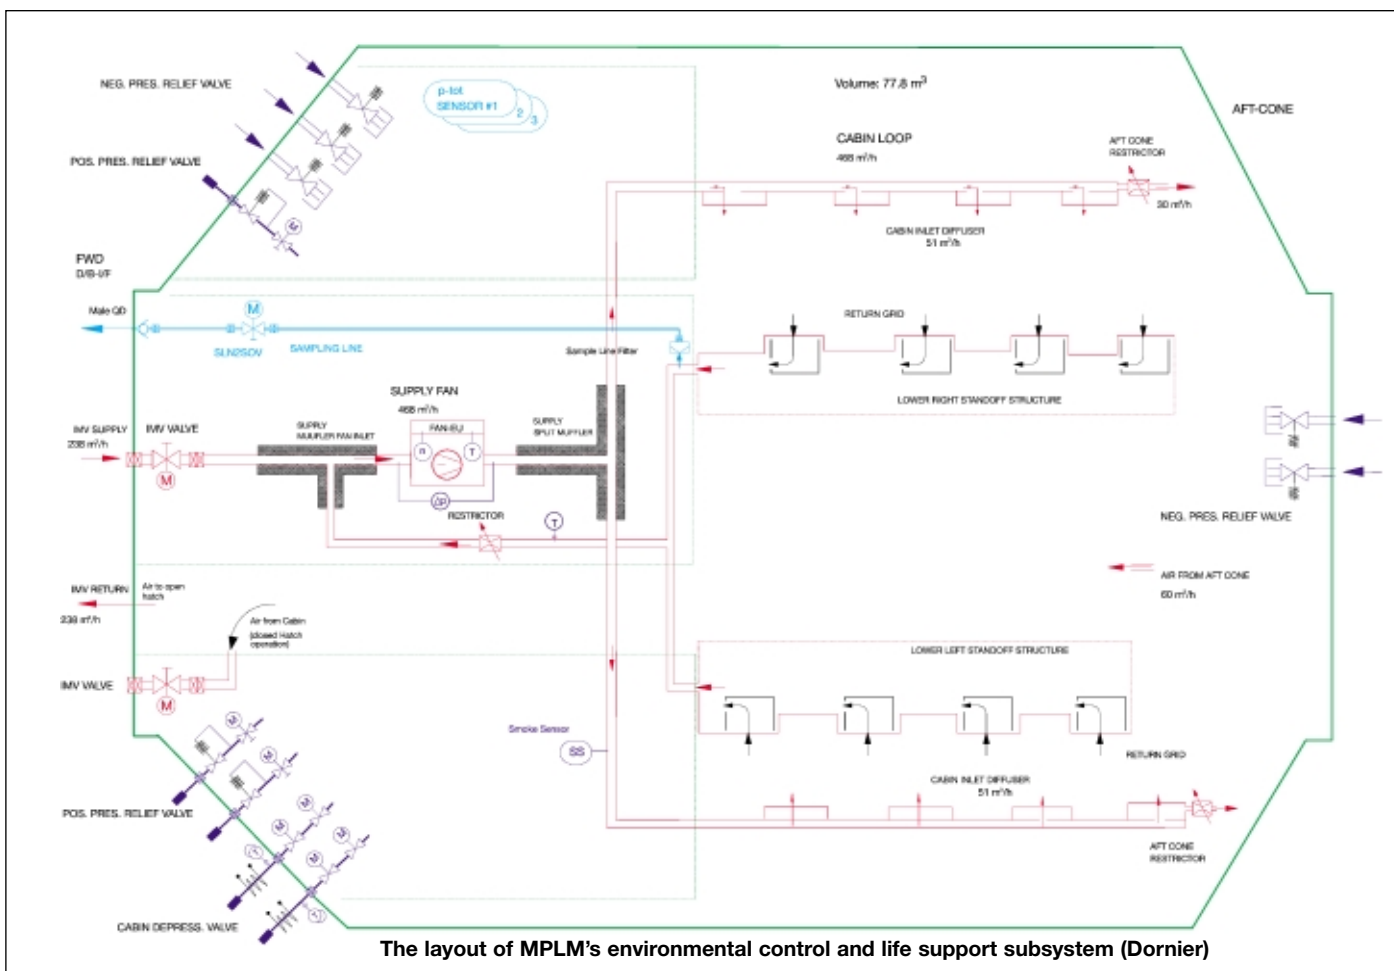 NEG. PRES. RELIEF VALVE
p-tot
SENSOR #1
2
3
Volume: 77.8 m³
AFT-CONE
CABIN LOOP
468 m³/h
AFT CONE
RESTRICTOR
POS. PRES. RELIEF VALVE
M
30 m³/h
CABIN INLET DIFFUSER
51 m³/h
FWD
D/B-I/F
Male QD
M
SLN2SOV
SAMPLING LINE
Sample Line Filter
RETURN GRID
LOWER RIGHT STANDOFF STRUCTURE
SUPPLY FAN
468 m³/h
IMV SUPPLY
238 m³/h
IMV VALVE
M
SUPPLY
MUUFLER FAN INLET
FAN-EU
n
T
SUPPLY
SPLIT MUFFLER
Δp
RESTRICTOR
T
NEG. PRES. RELIEF VALVE
AIR FROM AFT CONE
60 m³/h
IMV RETURN
Air to open
hatch
238 m³/h
Air from Cabin
(closed Hatch
operation)
IMV VALVE
M
LOWER LEFT STANDOFF STRUCTURE
Smoke Sensor
SS
RETURN GRID
CABIN INLET DIFFUSER
51 m³/h
M
M
POS. PRES. RELIEF VALVE
M
M
M
M
AFT CONE
RESTRICTOR
CABIN DEPRESS. VALVE
The layout of MPLM's environmental control and life support subsystem (Dornier)